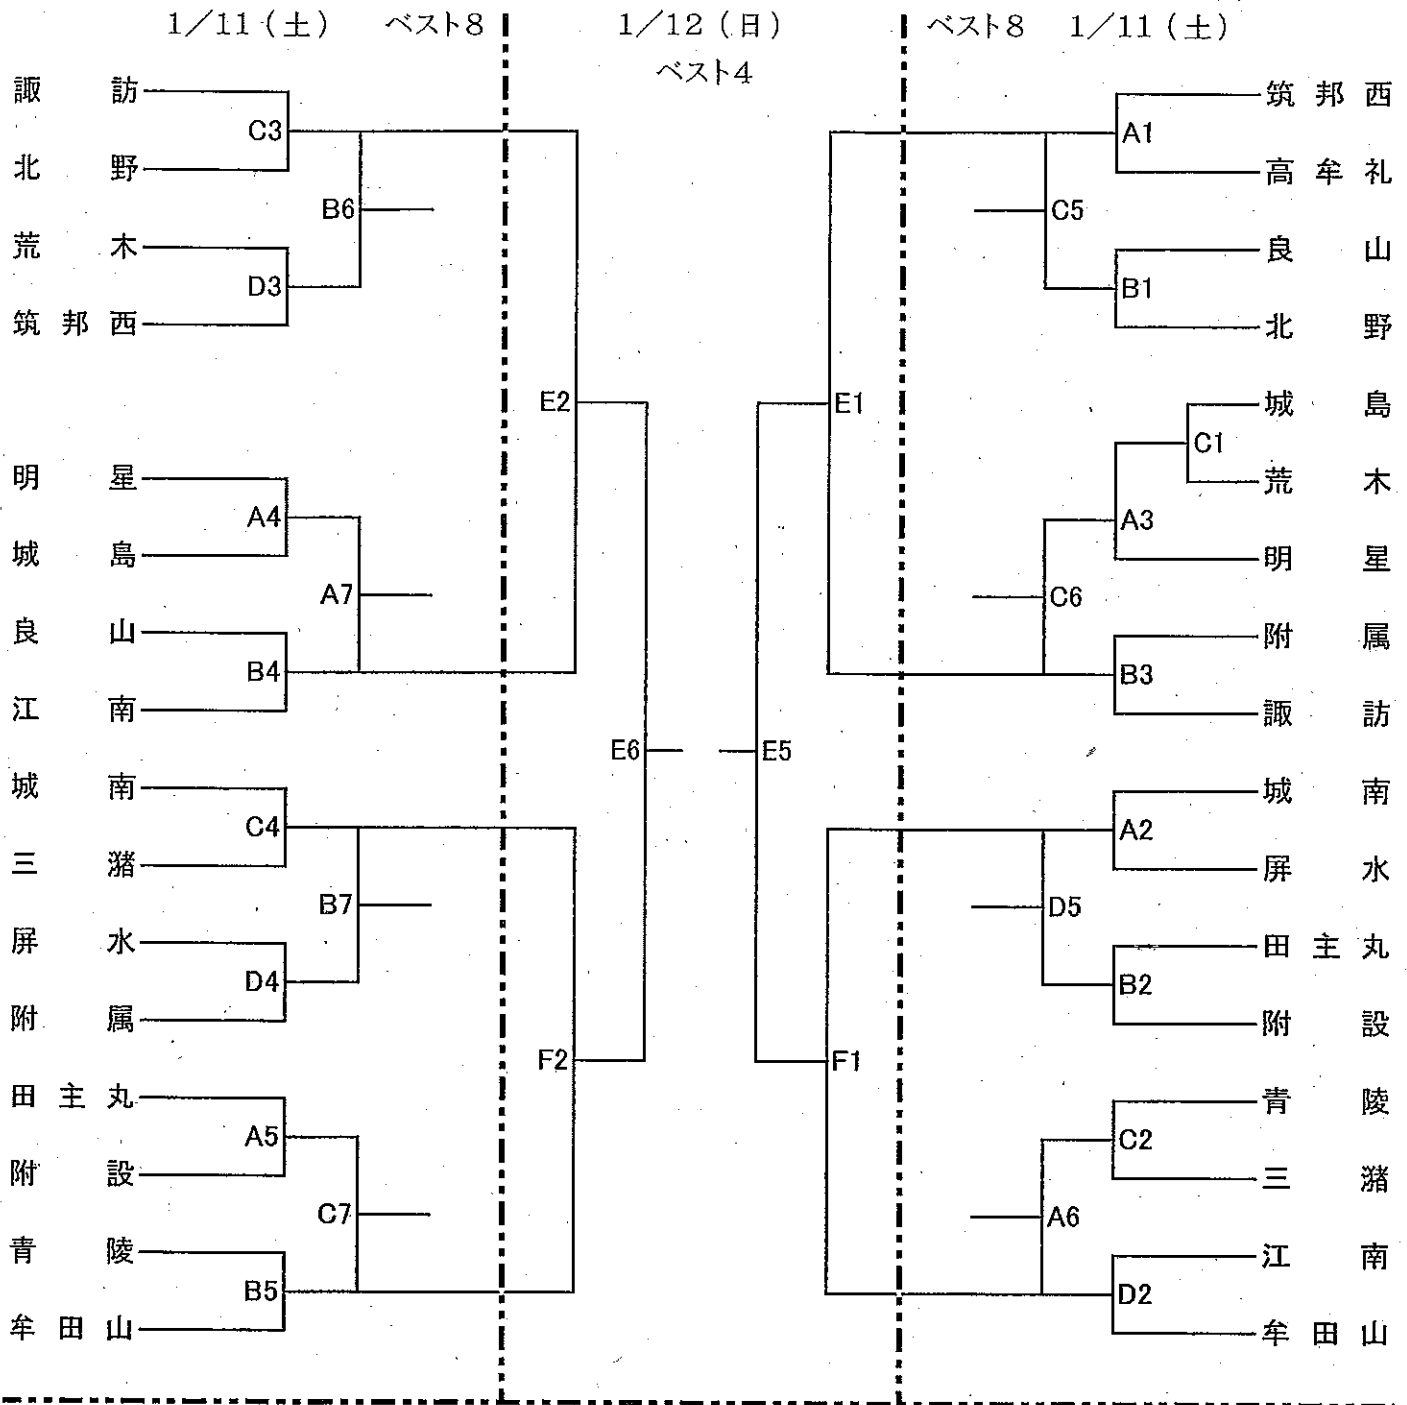 1／11（土） ベスト8 1／12（日） ベスト8 1／11（土）
ベスト4
諏訪
C3
北野
B6
荒木
D3
筑邦西
E2
明星
A4
城島
A7
良山
B4
江南
E6
城南
C4
三潴
B7
屏水
D4
附属
F2
田主丸
A5
附設
C7
青陵
B5
牟田山
筑邦西
A1
高牟礼
C5
良山
B1
北野
E1
城島
C1
荒木
A3
明星
C6
附属
B3
諏訪
E5
城南
A2
屏水
D5
田主丸
B2
附設
F1
青陵
C2
三潴
A6
江南
D2
牟田山